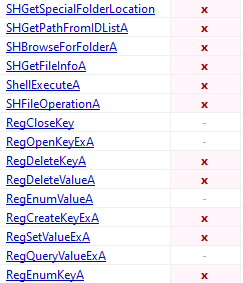 SHGetSpecialFolderLocation x
SHGetPathFromIDListA x
SHBrowseForFolderA x
SHGetFileInfoA x
ShellExecuteA x
SHFileOperationA x
RegCloseKey -
RegOpenKeyExA -
RegDeleteKeyA x
RegDeleteValueA x
RegEnumValueA -
RegCreateKeyExA x
RegSetValueExA x
RegQueryValueExA -
RegEnumKeyA x